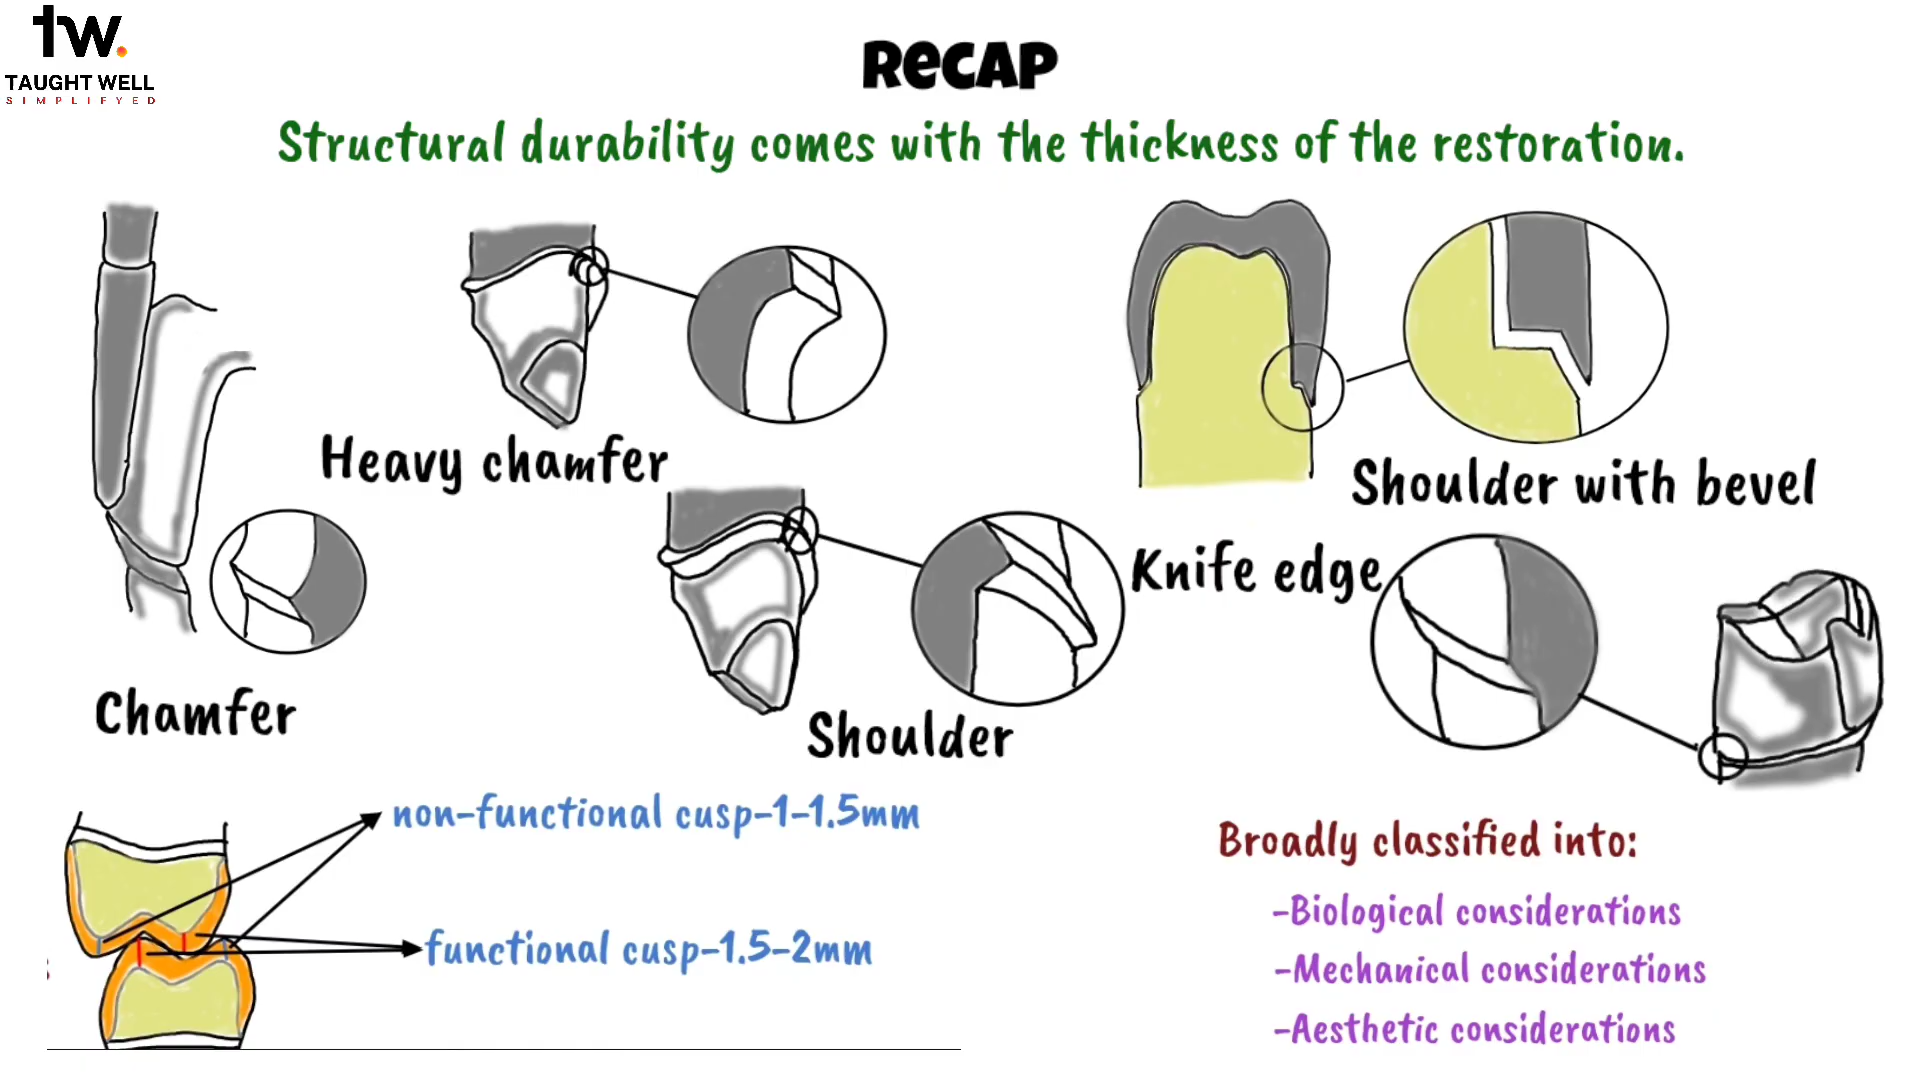 tw.
TAUGHT WELL
SIMPLIFYED
RECAP
Structural durability comes with the thickness of the restoration.
Heavy chamfer
Shoulder with bevel
Knife edge
Chamfer
Shoulder
non-functional cusp-1-1.5mm
functional cusp-1.5-2mm
Broadly classified into:
-Biological considerations
-Mechanical considerations
-Aesthetic considerations